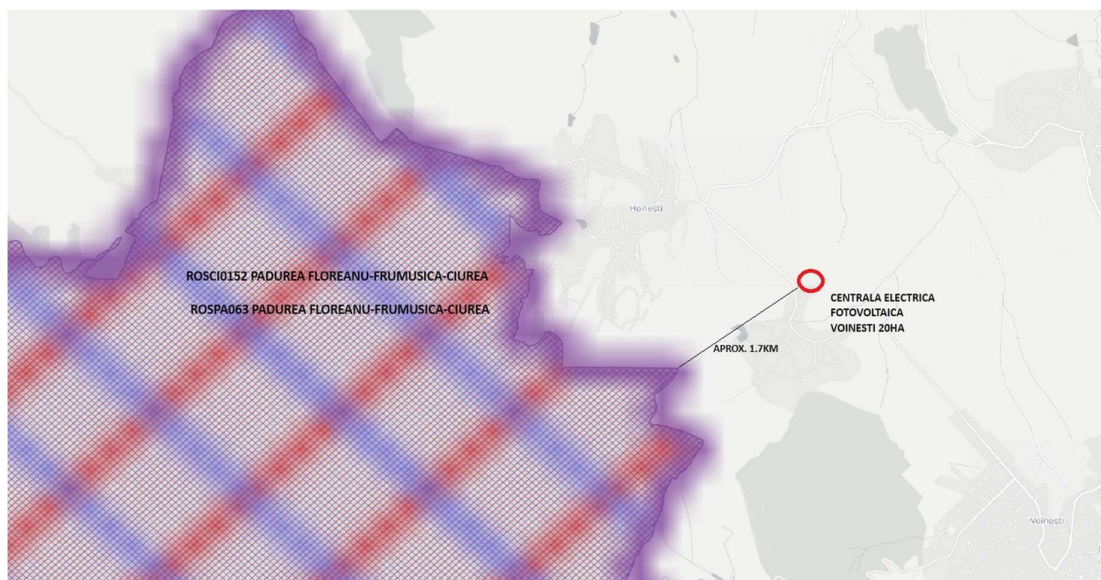 Horlesti
ROSCI0152 PADUREA FLOREANU-FRUMUSICA-CIUREA
ROSPA063 PADUREA FLOREANU-FRUMUSICA-CIUREA
CENTRALA ELECTRICA
FOTOVOLTAICA
VOINESTI 20HA
APROX. 1.7KM
Voinești